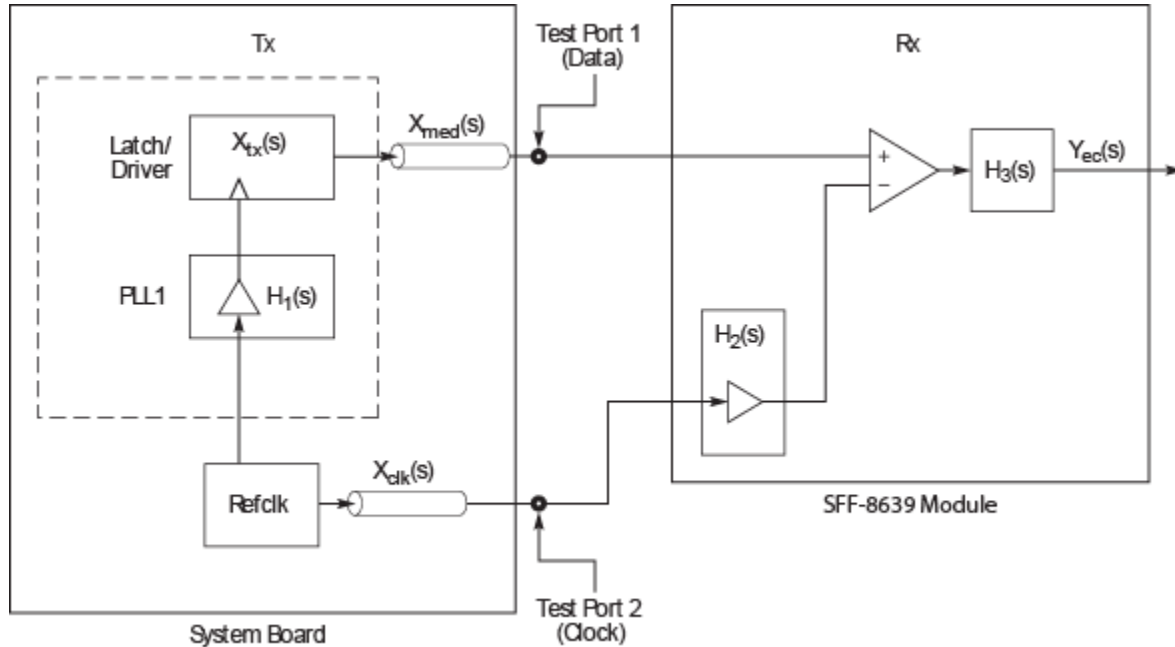 Tx
Test Port 1
(Data)
Rx
Latch/
Driver
Xtx(s)
Xmed(s)
H3(s)
Yec(s)
PLL1
H1(s)
H2(s)
Refclk
Xclk(s)
SFF-8639 Module
Test Port 2
(Clock)
System Board
+
−